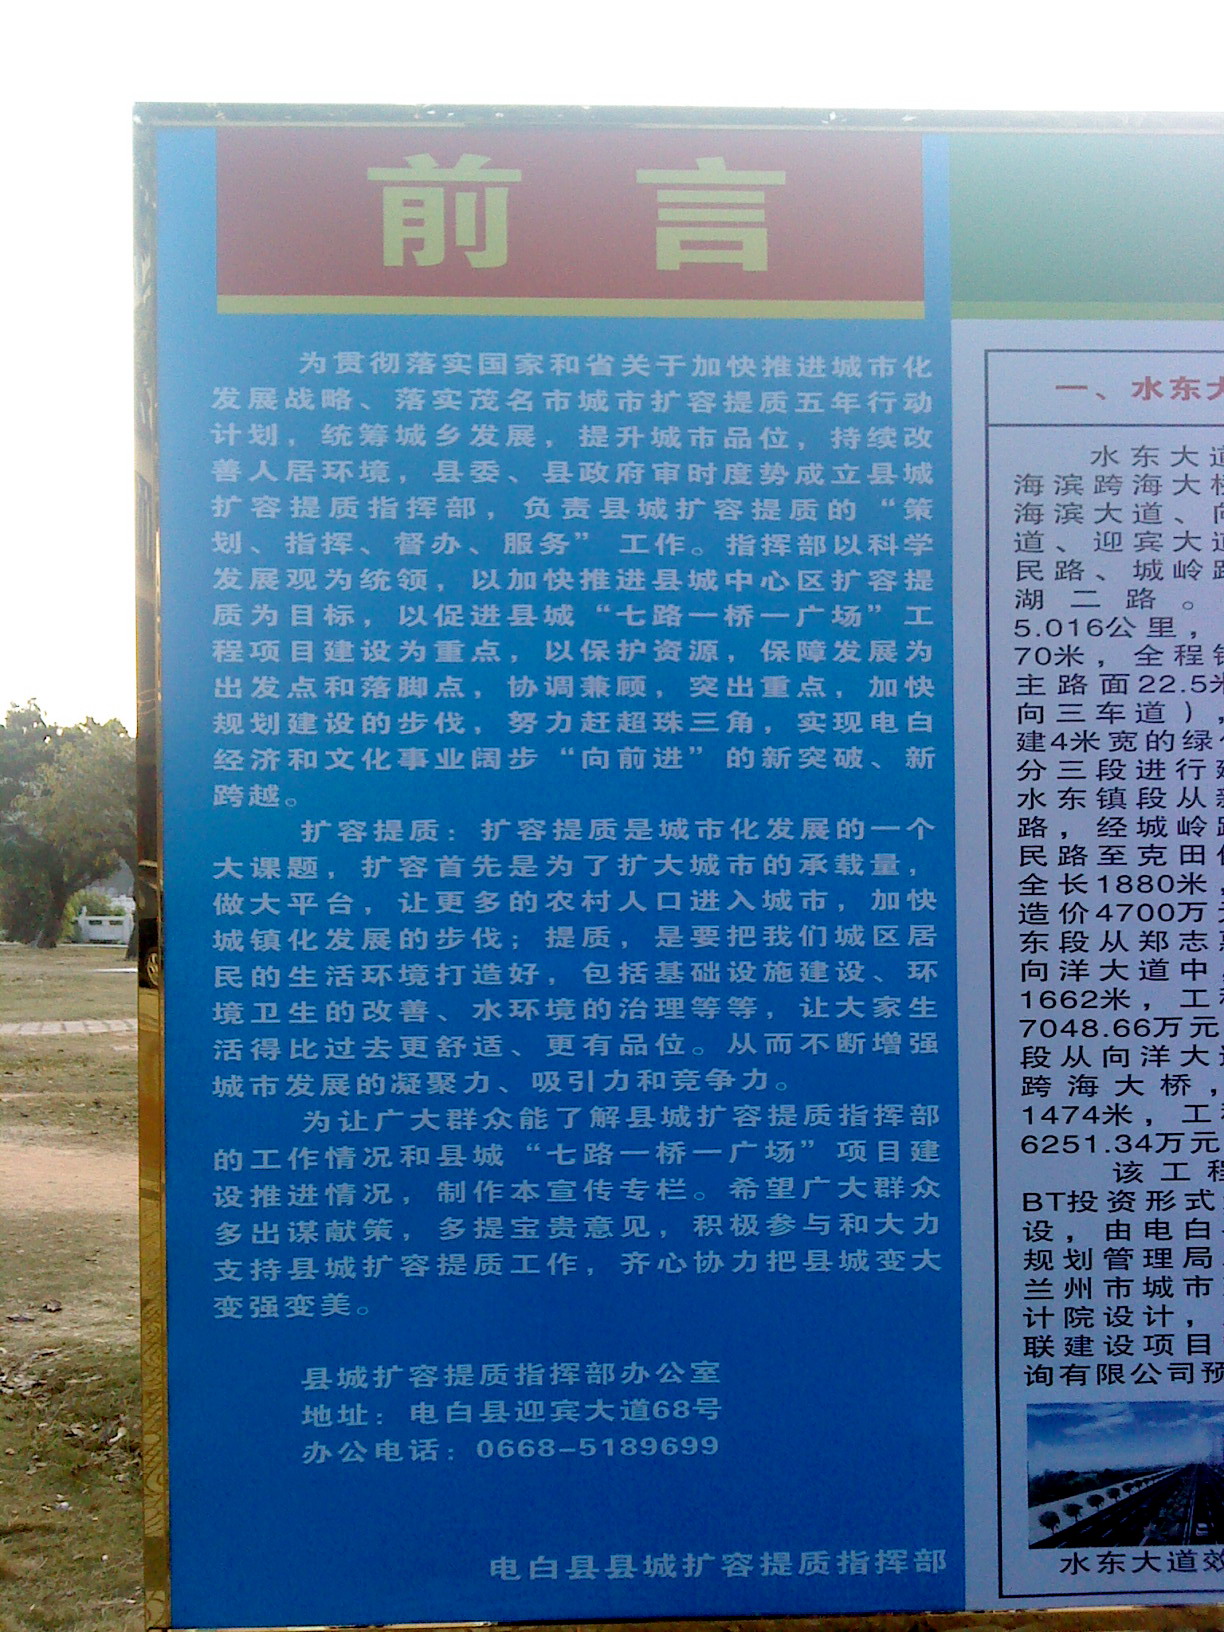 前 言
为贯彻落实国家和省关于加快推进城市化
发展战略、落实茂名市城市扩容提质五年行动
计划，统筹城乡发展，提升城市品位，持续改
善人居环境，县委、县政府审时度势成立县城
扩容提质指挥部，负责县城扩容提质的“策
划、指挥、督办、服务”工作。指挥部以科学
发展观为统领，以加快推进县城中心区扩容提
质为目标，以促进县城“七路一桥一广场”工
程项目建设为重点，以保护资源，保障发展为
出发点和落脚点，协调兼顾，突出重点，加快
规划建设的步伐，努力赶超珠三角，实现电白
经济和文化事业阔步“向前进”的新突破、新
跨越。
扩容提质：扩容提质是城市化发展的一个
大课题，扩容首先是为了扩大城市的承载量，
做大平台，让更多的农村人口进入城市，加快
城镇化发展的步伐；提质，是要把我们城区居
民的生活环境打造好，包括基础设施建设、环
境卫生的改善、水环境的治理等等，让大家生
活得比过去更舒适、更有品位。从而不断增强
城市发展的凝聚力、吸引力和竞争力。
为让广大群众能了解县城扩容提质指挥部
的工作情况和县城“七路一桥一广场”项目建
设推进情况，制作本宣传专栏。希望广大群众
多出谋献策，多提宝贵意见，积极参与和大力
支持县城扩容提质工作，齐心协力把县城变大
变强变美。
县城扩容提质指挥部办公室
地址：电白县迎宾大道68号
办公电话：0668-5189699
电白县县城扩容提质指挥部
一、水东大
水东大道
海滨跨海大桥
海滨大道、向
道、迎宾大道
民路、城岭路
湖二路。
5.016公里，
70米，全程
主路面22.5米
向三车道），
建4米宽的绿
分三段进行建
水东镇段从
路，经城岭路
民路至克田
全长1880米，
造价4700万元
东段从郑志
向洋大道中，
1662米，工程
7048.66万元
段从向洋大道
跨海大桥，
1474米，工
6251.34万元
该工程
BT投资形式
设，由电白
规划管理局
兰州市城市
计院设计，
联建设项目
询有限公司预
水东大道效